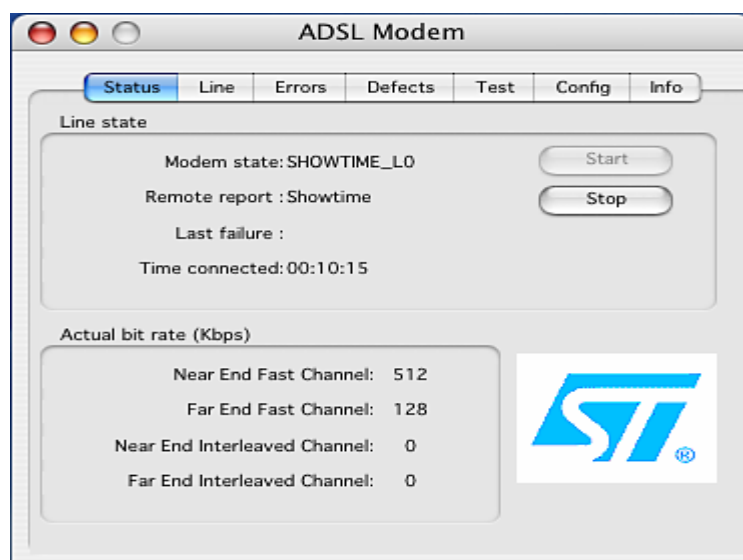 ADSL Modem
Status Line Errors Defects Test Config Info
Line state
Modem state: SHOWTIME_L0
Start
Remote report : Showtime
Stop
Last failure :
Time connected: 00:10:15
Actual bit rate (Kbps)
Near End Fast Channel: 512
Far End Fast Channel: 128
Near End Interleaved Channel: 0
Far End Interleaved Channel: 0
ST®